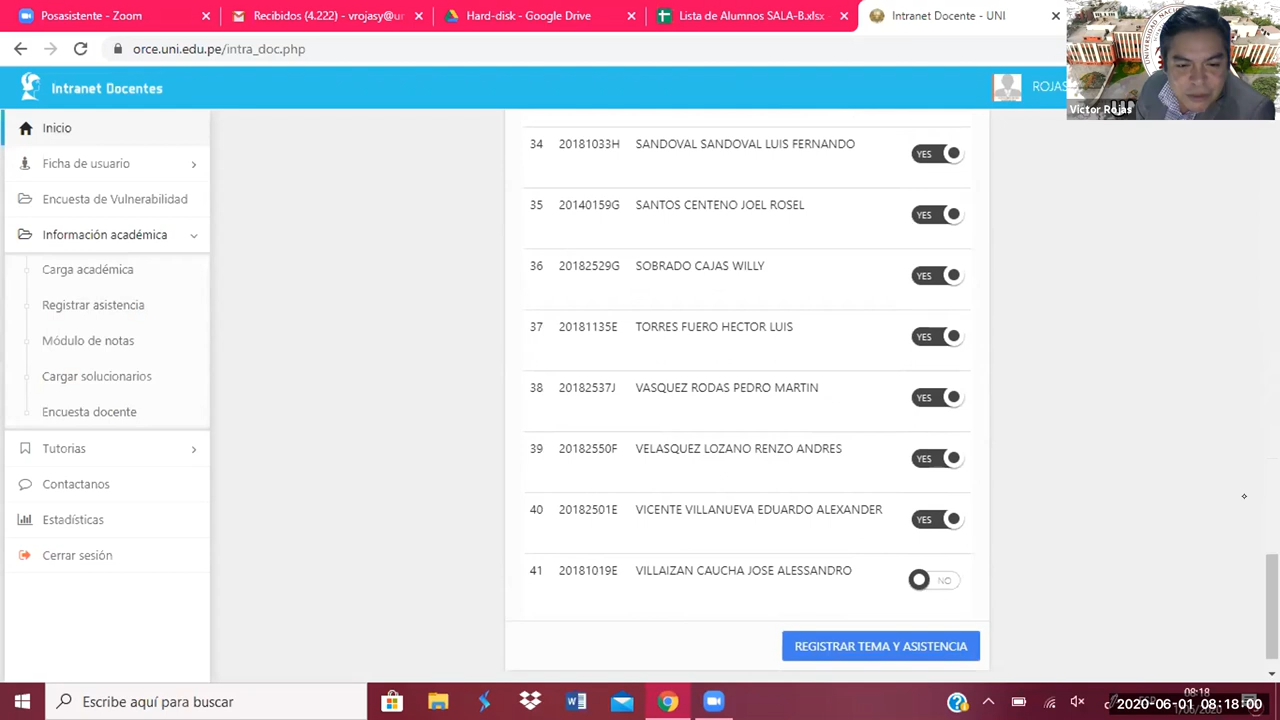 Posasistente - Zoom
Recibidos (4.222) - vrojasy@ur
Hard-disk - Google Drive
Lista de Alumnos SALA-B.xlsx -
Intranet Docente - UNI
orce.uni.edu.pe/intra_doc.php
Intranet Docentes
ROJAS
Victor Rojas
Inicio
Ficha de usuario
Encuesta de Vulnerabilidad
Información académica
Carga académica
Registrar asistencia
Módulo de notas
Cargar solucionarios
Encuesta docente
Tutorias
Contactanos
Estadísticas
Cerrar sesión
34 20181033H SANDOVAL SANDOVAL LUIS FERNANDO YES
35 20140159G SANTOS CENTENO JOEL ROSEL YES
36 20182529G SOBRADO CAJAS WILLY YES
37 20181135E TORRES FUERO HECTOR LUIS YES
38 20182537J VASQUEZ RODAS PEDRO MARTIN YES
39 20182550F VELASQUEZ LOZANO RENZO ANDRES YES
40 20182501E VICENTE VILLANUEVA EDUARDO ALEXANDER YES
41 20181019E VILLAIZAN CAUCHA JOSE ALESSANDRO NO
REGISTRAR TEMA Y ASISTENCIA
Escribe aquí para buscar
08:18
2020-06-01 08:18:00